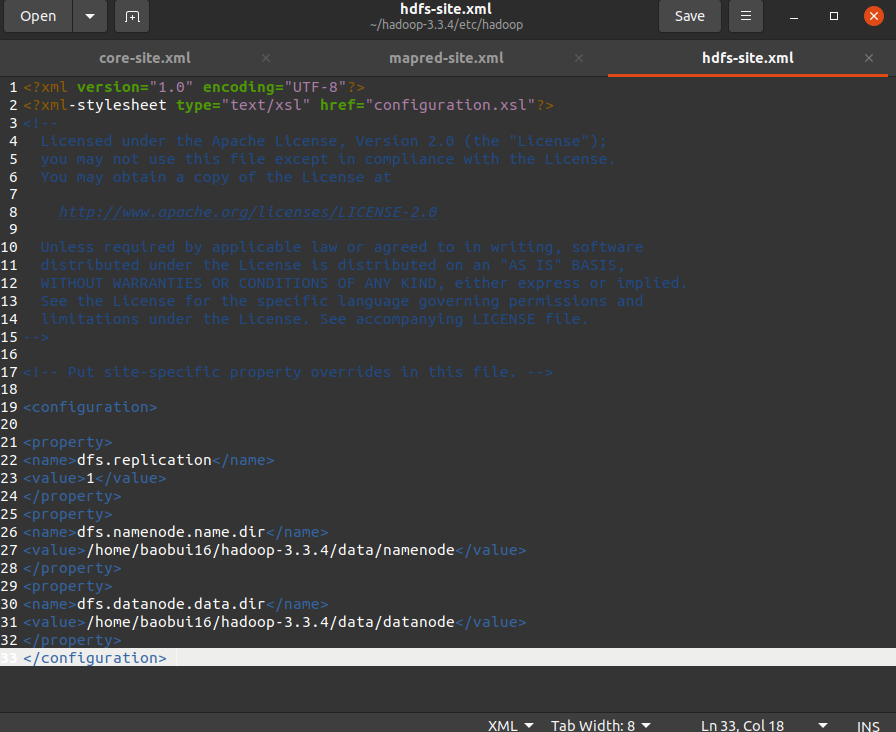 Open
hdfs-site.xml
~/hadoop-3.3.4/etc/hadoop
Save
core-site.xml
mapred-site.xml
hdfs-site.xml
1 <?xml version="1.0" encoding="UTF-8"?>
2 <?xml-stylesheet type="text/xsl" href="configuration.xsl"?>
3 <!--
4   Licensed under the Apache License, Version 2.0 (the "License");
5   you may not use this file except in compliance with the License.
6   You may obtain a copy of the License at
7
8     http://www.apache.org/licenses/LICENSE-2.0
9
10   Unless required by applicable law or agreed to in writing, software
11   distributed under the License is distributed on an "AS IS" BASIS,
12   WITHOUT WARRANTIES OR CONDITIONS OF ANY KIND, either express or implied.
13   See the License for the specific language governing permissions and
14   limitations under the License. See accompanying LICENSE file.
15 -->
16
17 <!-- Put site-specific property overrides in this file. -->
18
19 <configuration>
20
21 <property>
22 <name>dfs.replication</name>
23 <value>1</value>
24 </property>
25 <property>
26 <name>dfs.namenode.name.dir</name>
27 <value>/home/baobui16/hadoop-3.3.4/data/namenode</value>
28 </property>
29 <property>
30 <name>dfs.datanode.data.dir</name>
31 <value>/home/baobui16/hadoop-3.3.4/data/datanode</value>
32 </property>
33 </configuration>
XML Tab Width: 8 Ln 33, Col 18 INS